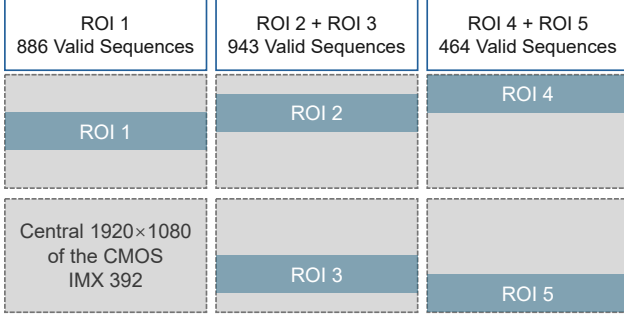 ROI 1
886 Valid Sequences
ROI 2 + ROI 3
943 Valid Sequences
ROI 4 + ROI 5
464 Valid Sequences
ROI 1
ROI 2
ROI 4
Central 1920×1080
of the CMOS
IMX 392
ROI 3
ROI 5